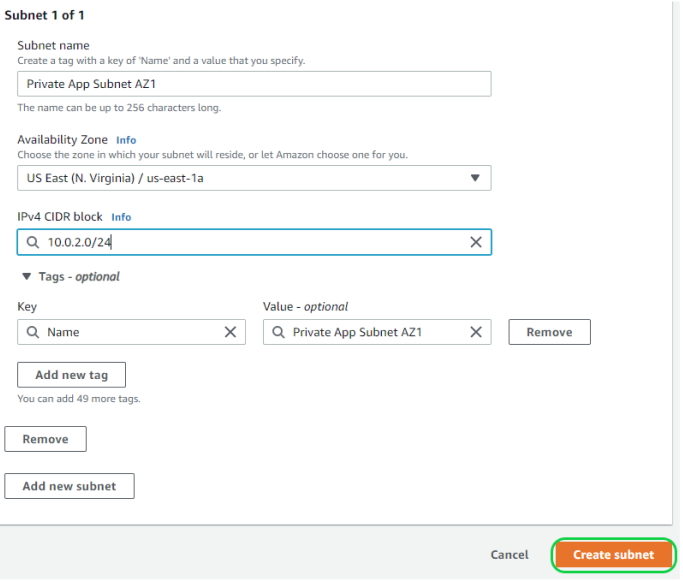 Subnet 1 of 1
Subnet name
Create a tag with a key of 'Name' and a value that you specify.
Private App Subnet AZ1
The name can be up to 256 characters long.
Availability Zone Info
Choose the zone in which your subnet will reside, or let Amazon choose one for you.
US East (N. Virginia) / us-east-1a
IPv4 CIDR block Info
10.0.2.0/24
Tags - optional
Key Value - optional
Name Private App Subnet AZ1 Remove
Add new tag
You can add 49 more tags.
Remove
Add new subnet
Cancel Create subnet